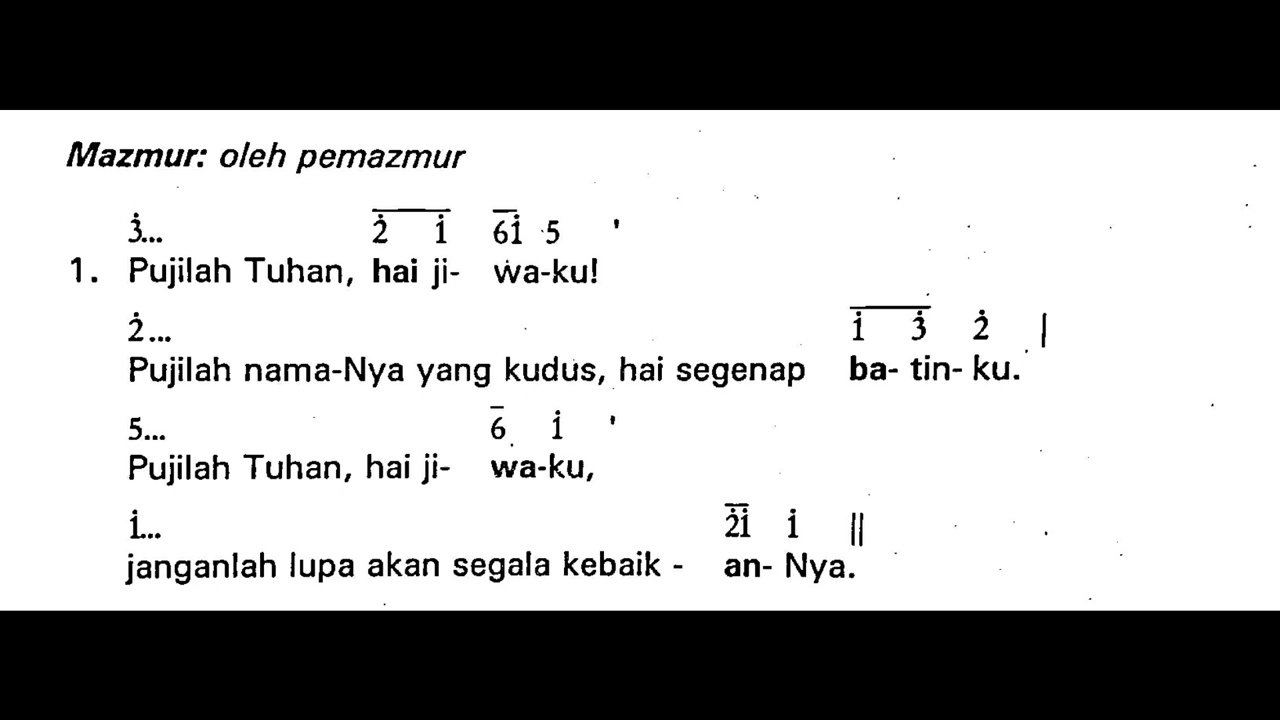 Mazmur: oleh pemazmur
3̇... 2̇ 1̇ 61̇ 5 '
1. Pujilah Tuhan, hai ji- wa-ku!
2̇... 1̇ 3̇ 2̇ |
Pujilah nama-Nya yang kudus, hai segenap ba- tin- ku.
5... 6 1̇ '
Pujilah Tuhan, hai ji- wa-ku,
1̇... 2̇1̇ 1̇ ||
janganlah lupa akan segala kebaik - an- Nya.